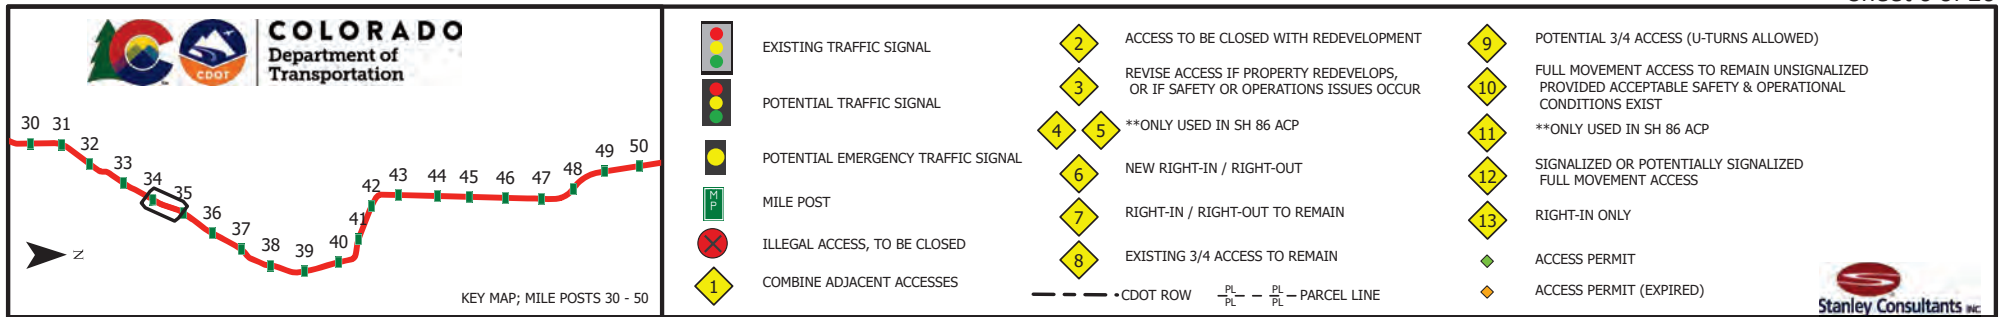 COLORADO
Department of
Transportation
CDOT
30 31 32 33 34 35 36 37 38 39 40 41 42 43 44 45 46 47 48 49 50
N
KEY MAP; MILE POSTS 30 - 50
EXISTING TRAFFIC SIGNAL
POTENTIAL TRAFFIC SIGNAL
POTENTIAL EMERGENCY TRAFFIC SIGNAL
MP MILE POST
ILLEGAL ACCESS, TO BE CLOSED
1 COMBINE ADJACENT ACCESSES
2 ACCESS TO BE CLOSED WITH REDEVELOPMENT
3 REVISE ACCESS IF PROPERTY REDEVELOPS,
OR IF SAFETY OR OPERATIONS ISSUES OCCUR
4 5 **ONLY USED IN SH 86 ACP
6 NEW RIGHT-IN / RIGHT-OUT
7 RIGHT-IN / RIGHT-OUT TO REMAIN
8 EXISTING 3/4 ACCESS TO REMAIN
CDOT ROW PL PL PL PL PARCEL LINE
9 POTENTIAL 3/4 ACCESS (U-TURNS ALLOWED)
10 FULL MOVEMENT ACCESS TO REMAIN UNSIGNALIZED
PROVIDED ACCEPTABLE SAFETY & OPERATIONAL
CONDITIONS EXIST
11 **ONLY USED IN SH 86 ACP
12 SIGNALIZED OR POTENTIALLY SIGNALIZED
FULL MOVEMENT ACCESS
13 RIGHT-IN ONLY
ACCESS PERMIT
ACCESS PERMIT (EXPIRED)
Stanley Consultants INC.